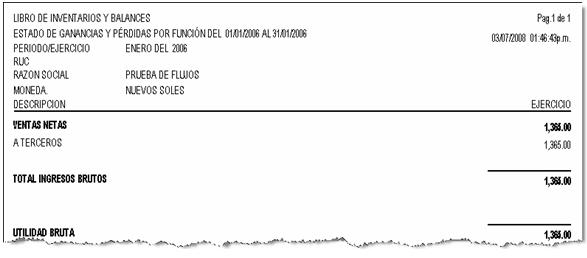 LIBRO DE INVENTARIOS Y BALANCES Pag.1 de 1
ESTADO DE GANANCIAS Y PÉRDIDAS POR FUNCIÓN DEL 01/01/2006 AL 31/01/2006
03/07/2008 01:46:43p.m.
PERIODO/EJERCICIO ENERO DEL 2006
RUC
RAZON SOCIAL PRUEBA DE FLUJOS
MONEDA. NUEVOS SOLES
DESCRIPCION EJERCICIO
VENTAS NETAS 1,365.00
A TERCEROS 1,365.00
TOTAL INGRESOS BRUTOS 1,365.00
UTILIDAD BRUTA 1,365.00